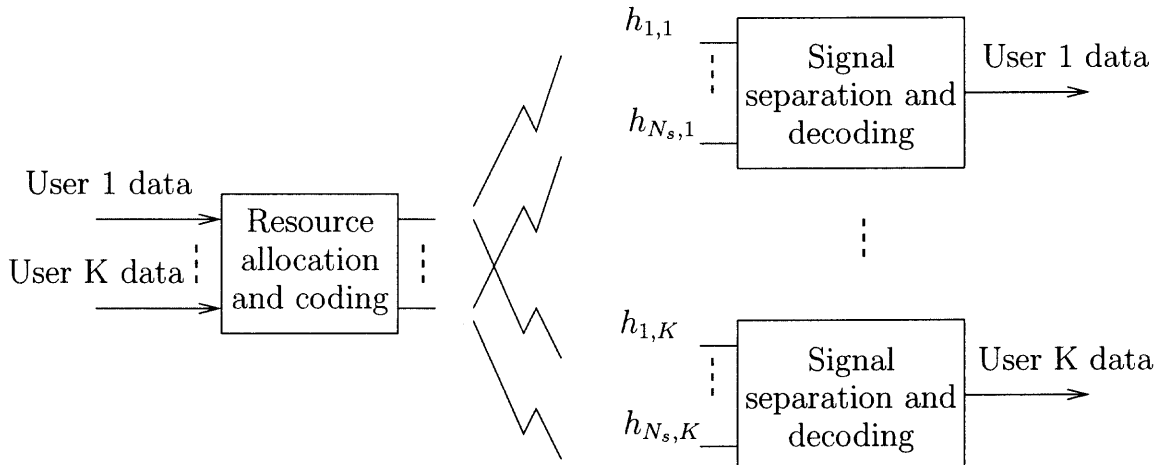 User 1 data
User K data
Resource
allocation
and coding
h_{1,1}
h_{N_s,1}
Signal
separation and
decoding
User 1 data
h_{1,K}
h_{N_s,K}
Signal
separation and
decoding
User K data